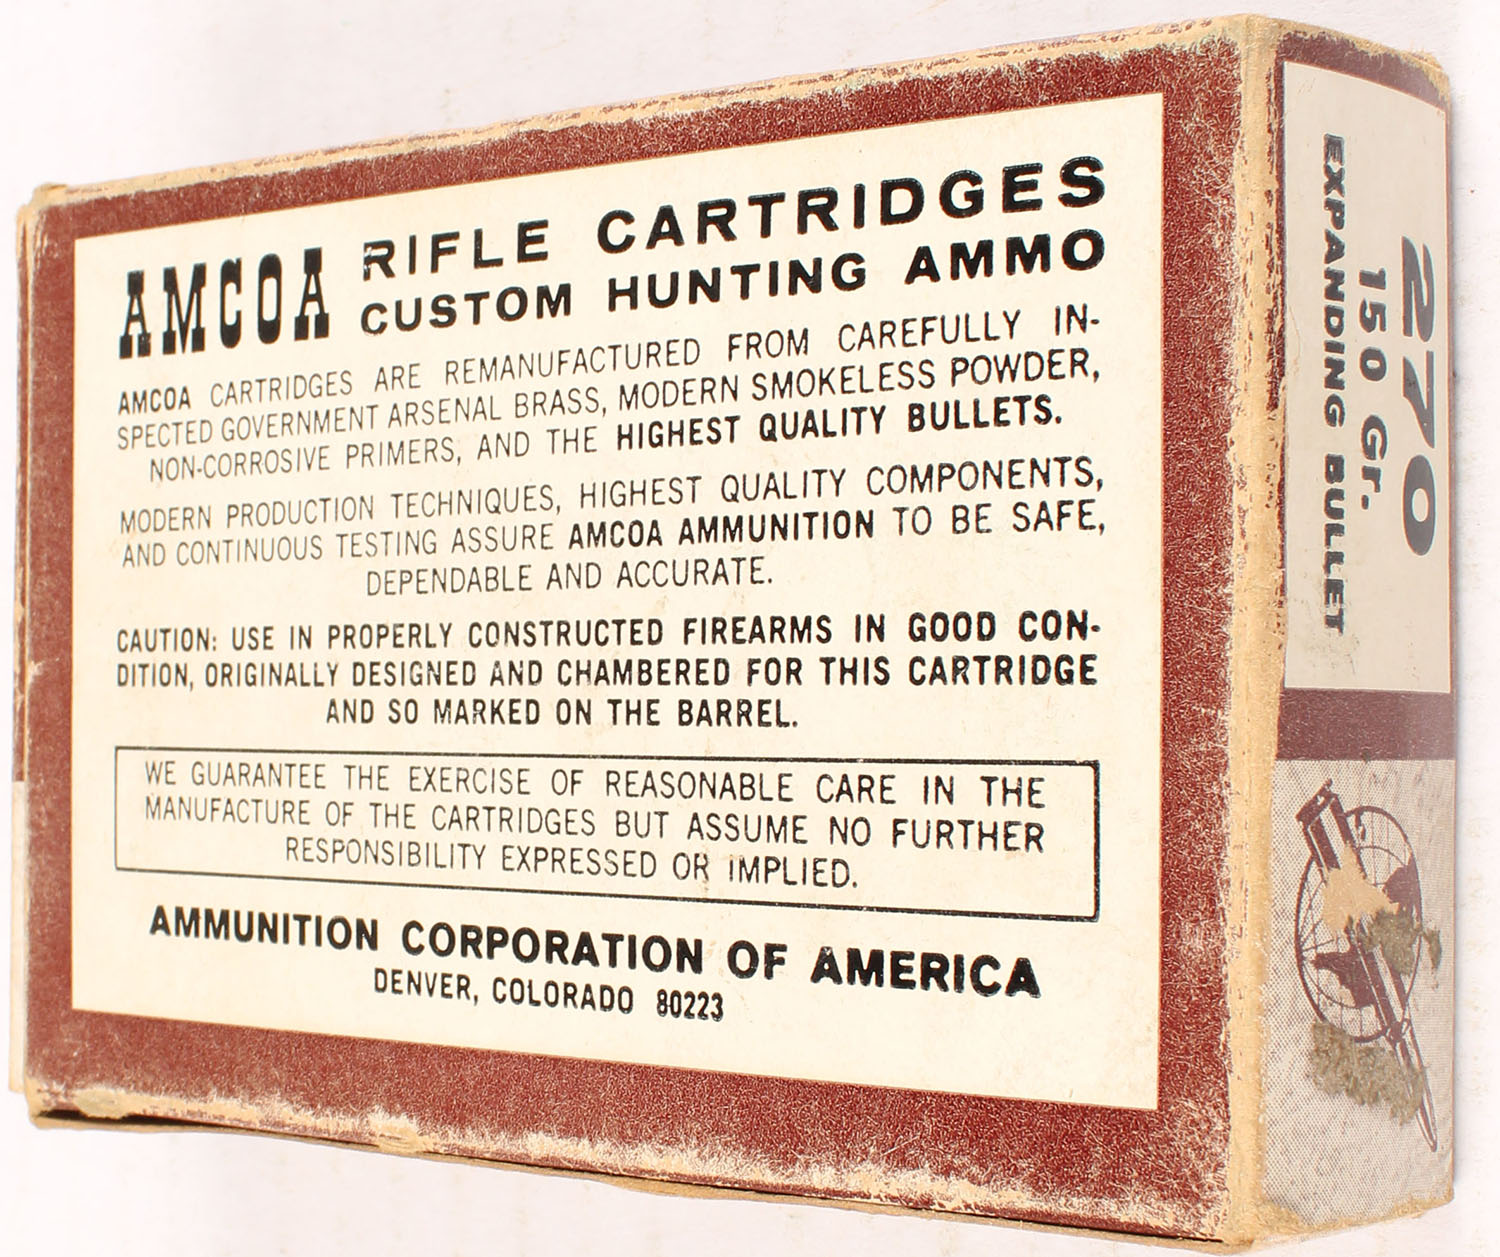 AMCOA RIFLE CARTRIDGES
CUSTOM HUNTING AMMO
AMCOA CARTRIDGES ARE REMANUFACTURED FROM CAREFULLY IN-
SPECTED GOVERNMENT ARSENAL BRASS, MODERN SMOKELESS POWDER,
NON-CORROSIVE PRIMERS, AND THE HIGHEST QUALITY BULLETS.
MODERN PRODUCTION TECHNIQUES, HIGHEST QUALITY COMPONENTS,
AND CONTINUOUS TESTING ASSURE AMCOA AMMUNITION TO BE SAFE,
DEPENDABLE AND ACCURATE.
CAUTION: USE IN PROPERLY CONSTRUCTED FIREARMS IN GOOD CON-
DITION, ORIGINALLY DESIGNED AND CHAMBERED FOR THIS CARTRIDGE
AND SO MARKED ON THE BARREL.
WE GUARANTEE THE EXERCISE OF REASONABLE CARE IN THE
MANUFACTURE OF THE CARTRIDGES BUT ASSUME NO FURTHER
RESPONSIBILITY EXPRESSED OR IMPLIED.
AMMUNITION CORPORATION OF AMERICA
DENVER, COLORADO 80223
270
150 Gr.
EXPANDING BULLET